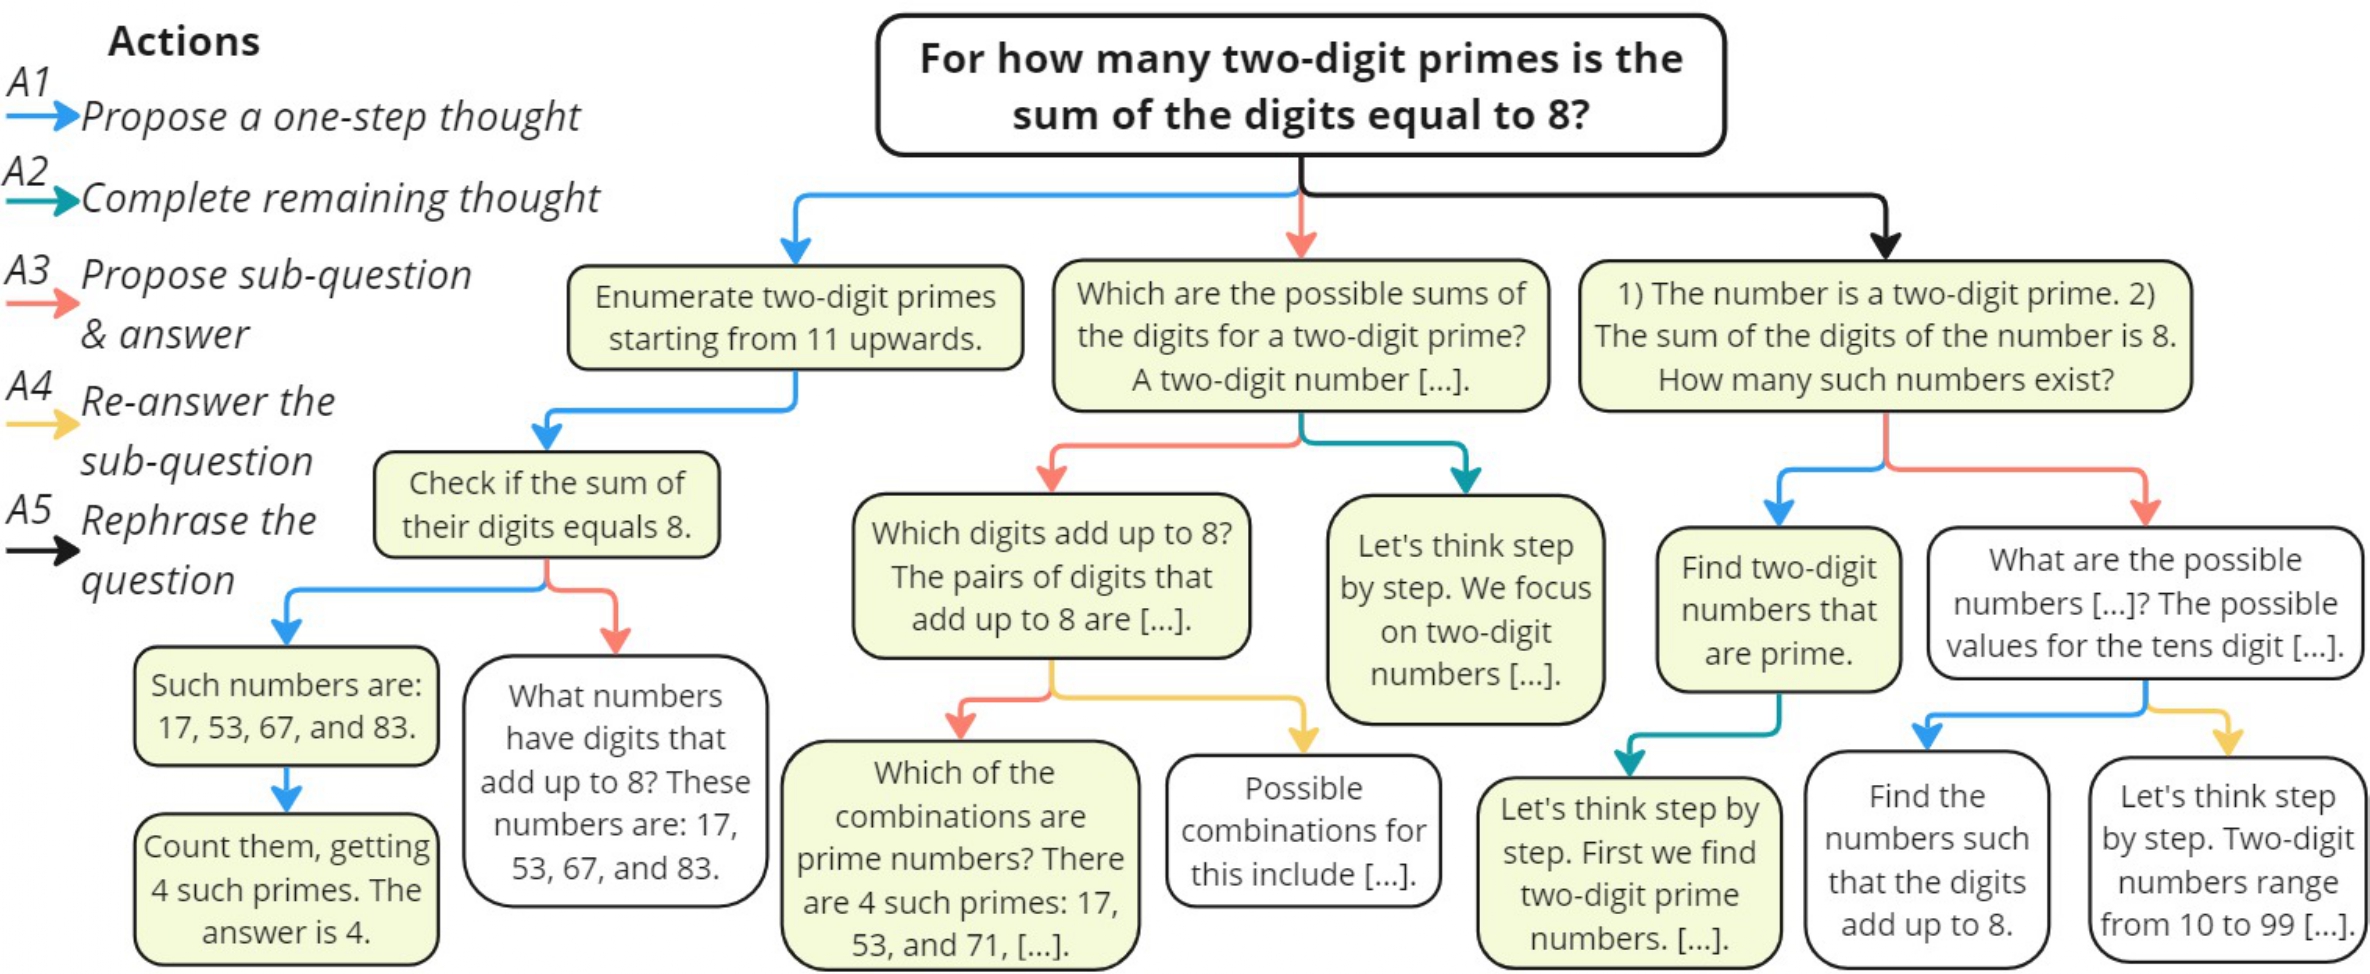 Actions
A1
Propose a one-step thought
A2
Complete remaining thought
A3
Propose sub-question
& answer
A4
Re-answer the
sub-question
A5
Rephrase the
question
For how many two-digit primes is the
sum of the digits equal to 8?
Enumerate two-digit primes
starting from 11 upwards.
Which are the possible sums of
the digits for a two-digit prime?
A two-digit number [...].
1) The number is a two-digit prime. 2)
The sum of the digits of the number is 8.
How many such numbers exist?
Check if the sum of
their digits equals 8.
Which digits add up to 8?
The pairs of digits that
add up to 8 are [...].
Let's think step
by step. We focus
on two-digit
numbers [...].
Find two-digit
numbers that
are prime.
What are the possible
numbers [...]? The possible
values for the tens digit [...].
Such numbers are:
17, 53, 67, and 83.
What numbers
have digits that
add up to 8? These
numbers are: 17,
53, 67, and 83.
Count them, getting
4 such primes. The
answer is 4.
Which of the
combinations are
prime numbers? There
are 4 such primes: 17,
53, and 71, [...].
Possible
combinations for
this include [...].
Let's think step by
step. First we find
two-digit prime
numbers. [...].
Find the
numbers such
that the digits
add up to 8.
Let's think step
by step. Two-digit
numbers range
from 10 to 99 [...].